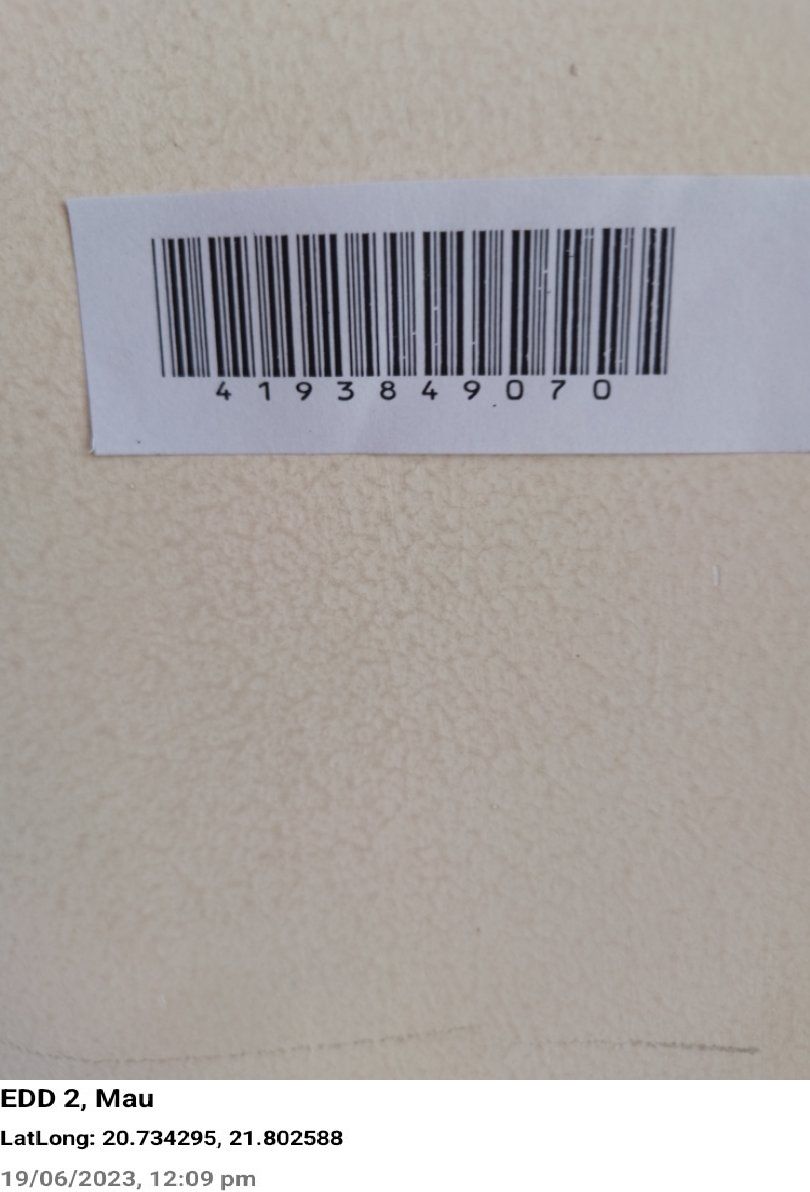 4193849070
EDD 2, Mau
LatLong: 20.734295, 21.802588
19/06/2023, 12:09 pm